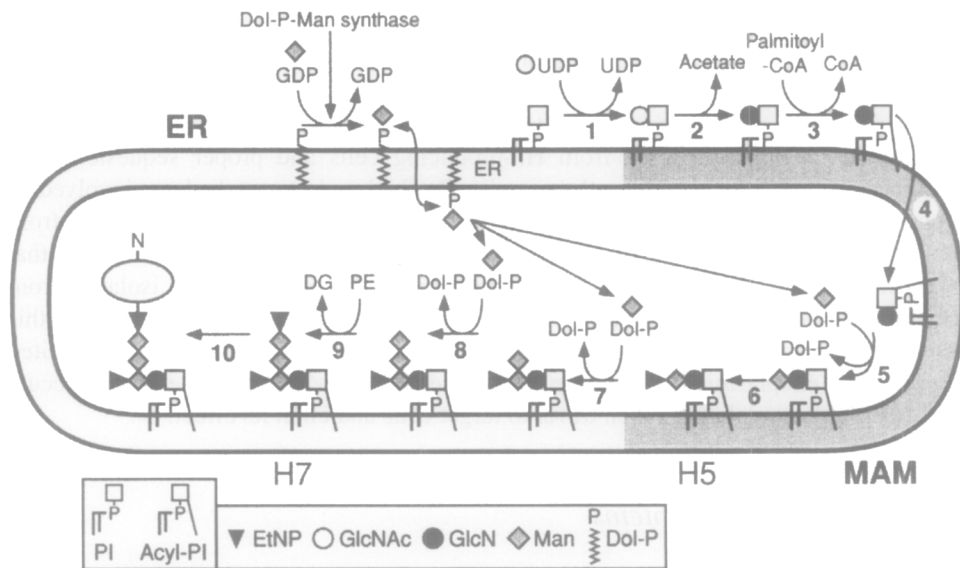 Dol-P-Man synthase
GDP GDP
UDP UDP
Acetate
Palmitoyl
-CoA CoA
P P P P P P
1 2 3
ER
ER
P
4
N
P
DG PE
Dol-P Dol-P
Dol-P Dol-P
Dol-P
Dol-P
10 9 8 7 6 5
P P P P P P
H7 H5 MAM
P P P
PI Acyl-PI
EtNP GlcNAc GlcN Man Dol-P